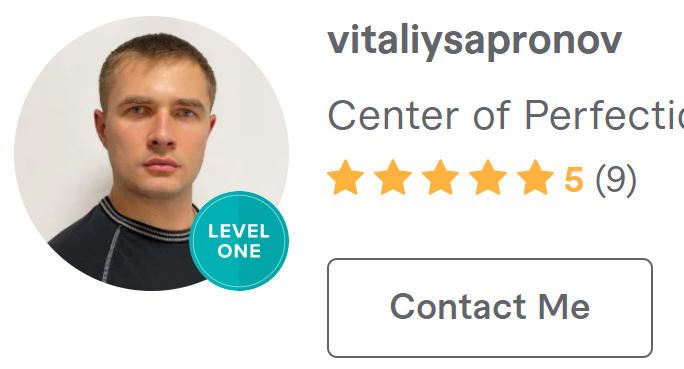 vitaliysapronov
Center of Perfectio
5 (9)
LEVEL
ONE
Contact Me